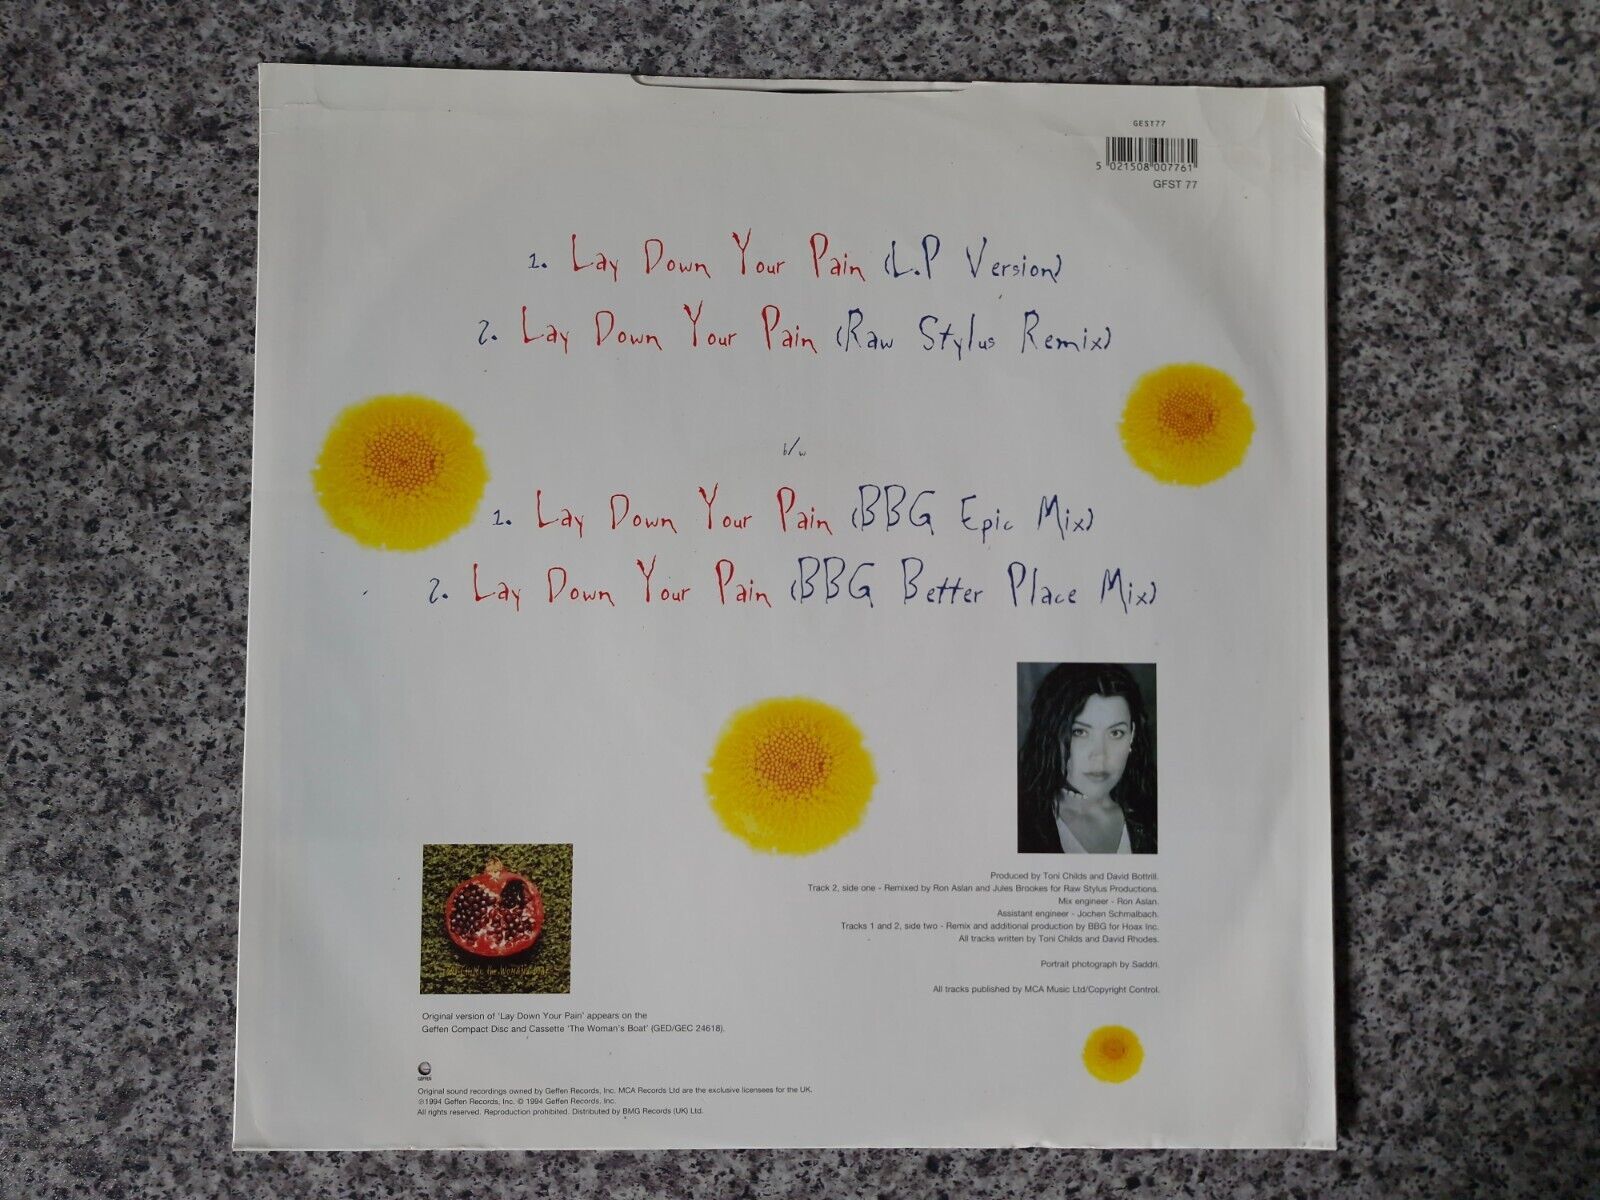 GEST77
5 021508 007761
GFST 77
1. Lay Down Your Pain (L.P Version)
2. Lay Down Your Pain (Raw Stylus Remix)
b/w
1. Lay Down Your Pain (BBG Epic Mix)
2. Lay Down Your Pain (BBG Better Place Mix)
Produced by Toni Childs and David Bottrill.
Track 2, side one - Remixed by Ron Aslan and Jules Brookes for Raw Stylus Productions.
Mix engineer - Ron Aslan.
Assistant engineer - Jochen Schmalbach.
Tracks 1 and 2, side two - Remix and additional production by BBG for Hoax Inc.
All tracks written by Toni Childs and David Rhodes.
Portrait photograph by Saddri.
All tracks published by MCA Music Ltd/Copyright Control.
Original version of 'Lay Down Your Pain' appears on the
Geffen Compact Disc and Cassette 'The Woman's Boat' (GED/GEC 24618).
GEFFEN
Original sound recordings owned by Geffen Records, Inc. MCA Records Ltd are the exclusive licensees for the UK.
℗1994 Geffen Records, Inc. © 1994 Geffen Records, Inc.
All rights reserved. Reproduction prohibited. Distributed by BMG Records (UK) Ltd.